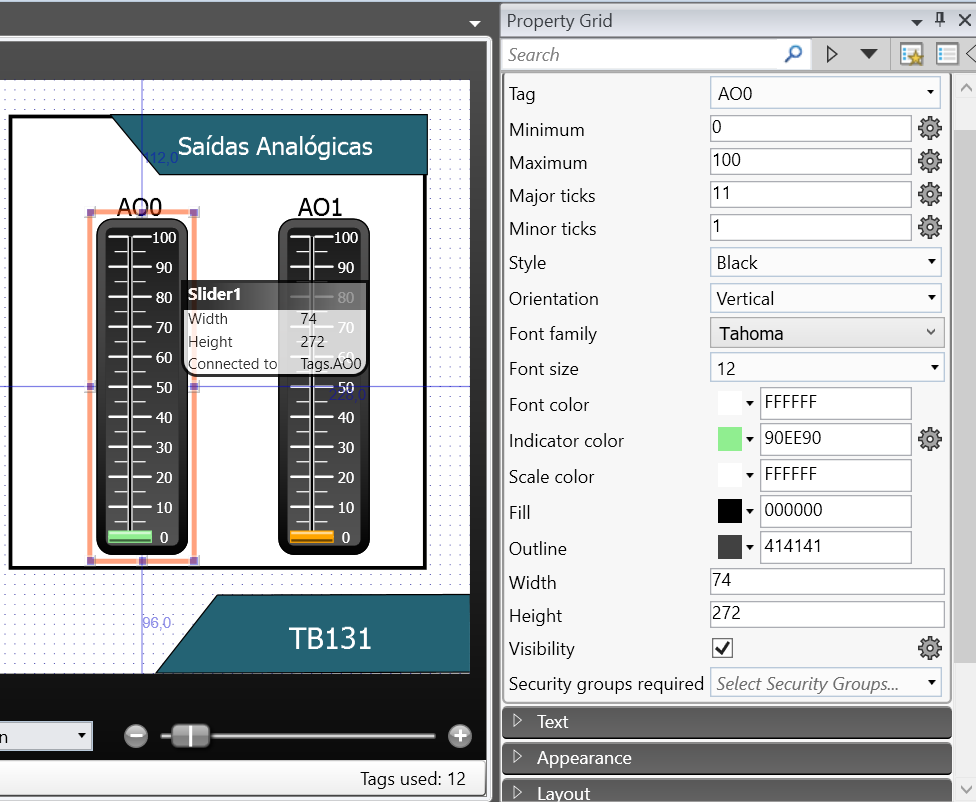 Property Grid
Search
Tag AO0
Minimum 0
Maximum 100
Major ticks 11
Minor ticks 1
Style Black
Orientation Vertical
Font family Tahoma
Font size 12
Font color FFFFFF
Indicator color 90EE90
Scale color FFFFFF
Fill 000000
Outline 414141
Width 74
Height 272
Visibility
Security groups required Select Security Groups...
Text
Appearance
Layout
Saídas Analógicas
112,0
AO0
100
90
80
70
60
50
40
30
20
10
0
AO1
100
90
80
70
60
50
40
30
20
10
0
Slider1
Width 74
Height 272
Connected to Tags.AO0
96,0
TB131
n
Tags used: 12